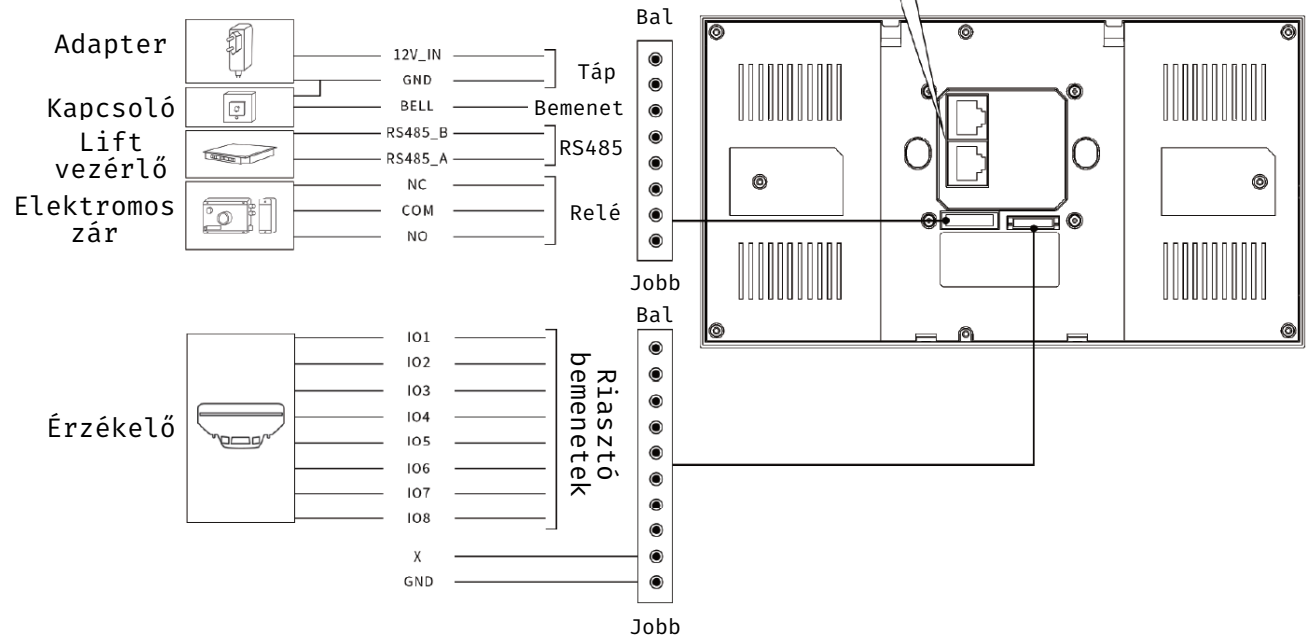 Bal
Adapter
12V_IN
GND
Táp
Kapcsoló
BELL
Bemenet
Lift
vezérlő
RS485_B
RS485_A
RS485
Elektromos
zár
NC
COM
NO
Relé
Jobb
Bal
Érzékelő
IO1
IO2
IO3
IO4
IO5
IO6
IO7
IO8
Riasztó
bemenetek
X
GND
Jobb